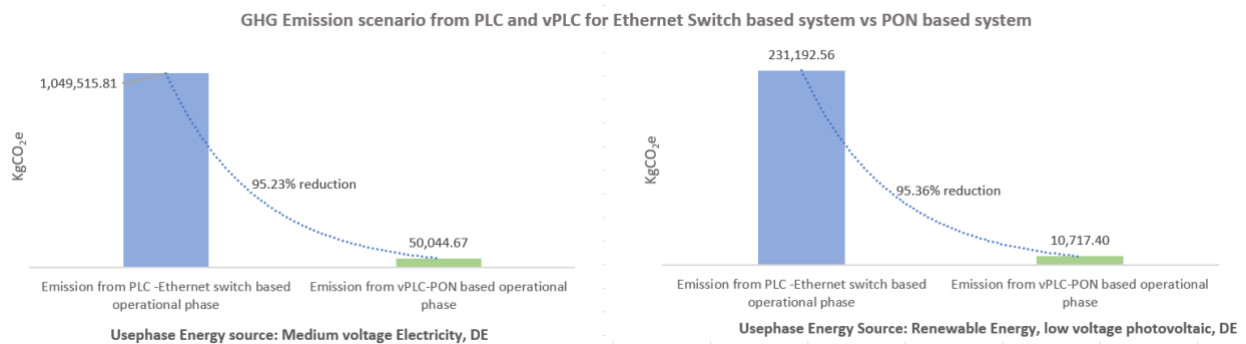 GHG Emission scenario from PLC and vPLC for Ethernet Switch based system vs PON based system
1,049,515.81
KgCO₂e
95.23% reduction
50,044.67
Emission from PLC -Ethernet switch based
operational phase
Emission from vPLC-PON based operational
phase
Usephase Energy source: Medium voltage Electricity, DE
231,192.56
KgCO₂e
95.36% reduction
10,717.40
Emission from PLC -Ethernet switch based
operational phase
Emission from vPLC-PON based operational
phase
Usephase Energy Source: Renewable Energy, low voltage photovoltaic, DE